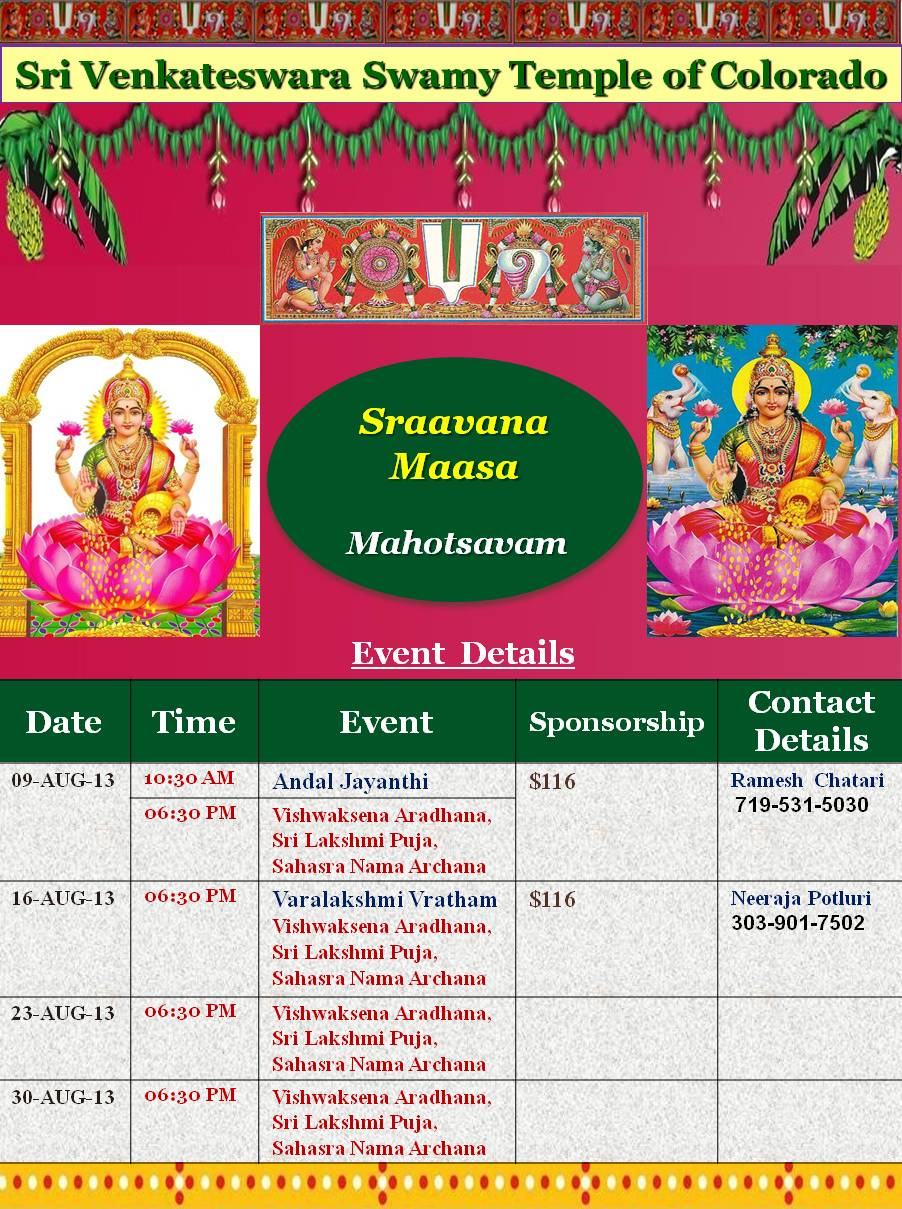 Sri Venkateswara Swamy Temple of Colorado
Sraavana
Maasa
Mahotsavam
Event Details
Date Time Event Sponsorship Contact Details
09-AUG-13 10:30 AM Andal Jayanthi $116 Ramesh Chatari
719-531-5030
06:30 PM Vishwaksena Aradhana,
Sri Lakshmi Puja,
Sahasra Nama Archana
16-AUG-13 06:30 PM Varalakshmi Vratham $116 Neeraja Potluri
303-901-7502
Vishwaksena Aradhana,
Sri Lakshmi Puja,
Sahasra Nama Archana
23-AUG-13 06:30 PM Vishwaksena Aradhana,
Sri Lakshmi Puja,
Sahasra Nama Archana
30-AUG-13 06:30 PM Vishwaksena Aradhana,
Sri Lakshmi Puja,
Sahasra Nama Archana